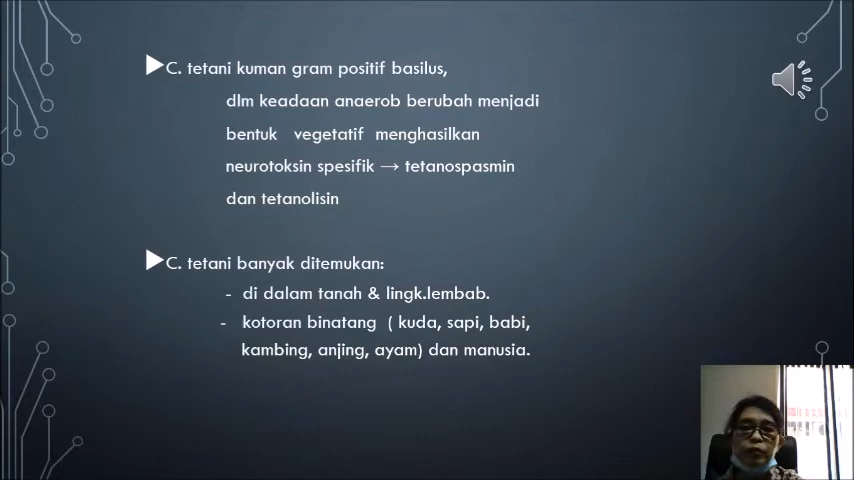 C. tetani kuman gram positif basilus,
dlm keadaan anaerob berubah menjadi
bentuk vegetatif menghasilkan
neurotoksin spesifik → tetanospasmin
dan tetanolisin
C. tetani banyak ditemukan:
- di dalam tanah & lingk.lembab.
- kotoran binatang ( kuda, sapi, babi,
kambing, anjing, ayam) dan manusia.